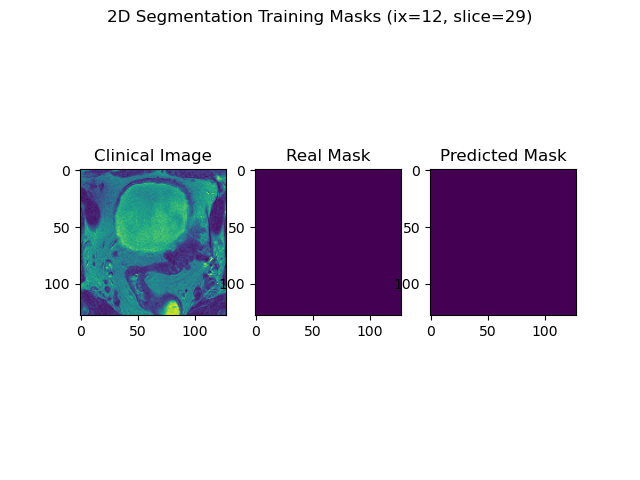 2D Segmentation Training Masks (ix=12, slice=29)
Clinical Image Real Mask Predicted Mask
0 0 0
50 50 50
100 100 100
0 50 100 0 50 100 0 50 100